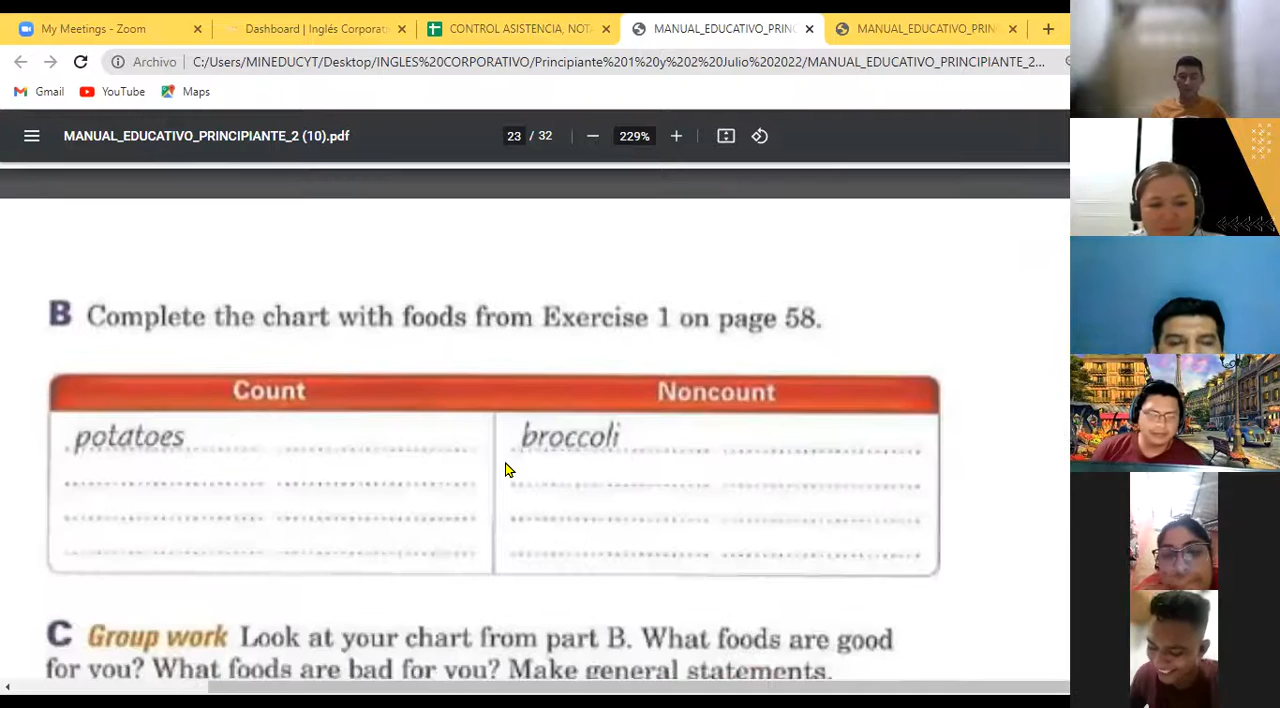 My Meetings - Zoom
Dashboard | Inglés Corporati
CONTROL ASISTENCIA, NOT
MANUAL_EDUCATIVO_PRINC
MANUAL_EDUCATIVO_PRIN
Archivo C:/Users/MINEDUCYT/Desktop/INGLES%20CORPORATIVO/Principiante%201%20y%202%20Julio%202022/MANUAL_EDUCATIVO_PRINCIPIANTE_2...
Gmail YouTube Maps
MANUAL_EDUCATIVO_PRINCIPIANTE_2 (10).pdf 23 / 32 229%
B Complete the chart with foods from Exercise 1 on page 58.
Count Noncount
potatoes broccoli
C Group work Look at your chart from part B. What foods are good
for you? What foods are bad for you? Make general statements.